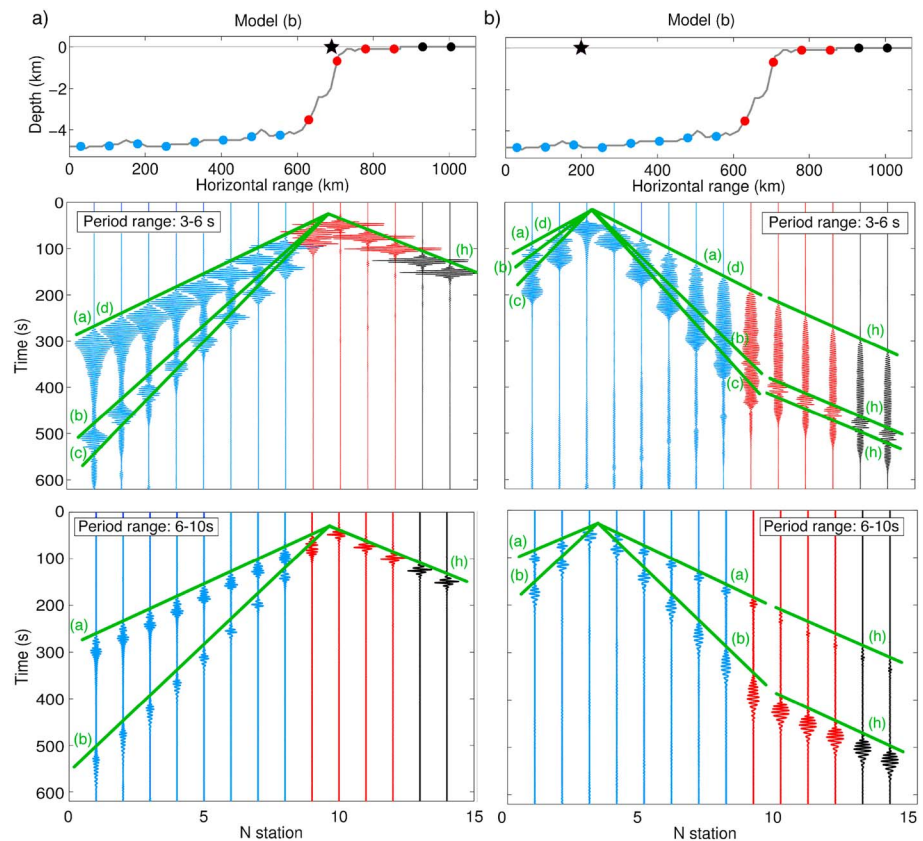 a)
Model (b)
0
−2
−4
Depth (km)
0 200 400 600 800 1000
Horizontal range (km)
Period range: 3-6 s
0
100
200
300
400
500
600
Time (s)
(a)
(d)
(b)
(c)
(h)
Period range: 6-10s
0
100
200
300
400
500
600
Time (s)
(a)
(b)
(h)
0 5 10 15
N station
b)
Model (b)
0 200 400 600 800 1000
Horizontal range (km)
Period range: 3-6 s
(a)
(d)
(b)
(c)
(a)
(d)
(b)
(c)
(h)
(h)
(h)
Period range: 6-10s
(a)
(b)
(a)
(b)
(h)
(h)
0 5 10 15
N station